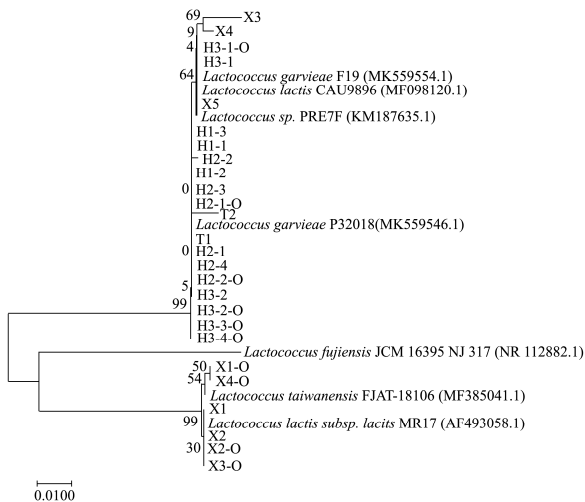 69
X3
9
X4
4
H3-1-O
H3-1
64
Lactococcus garvieae F19 (MK559554.1)
Lactococcus lactis CAU9896 (MF098120.1)
X5
Lactococcus sp. PRE7F (KM187635.1)
H1-3
H1-1
H2-2
H1-2
0
H2-3
H2-1-O
T2
Lactococcus garvieae P32018(MK559546.1)
T1
0
H2-1
H2-4
H2-2-O
5
H3-2
99
H3-2-O
H3-3-O
H3-4-O
Lactococcus fujiensis JCM 16395 NJ 317 (NR 112882.1)
50
X1-O
54
X4-O
Lactococcus taiwanensis FJAT-18106 (MF385041.1)
X1
99
Lactococcus lactis subsp. lacits MR17 (AF493058.1)
X2
30
X2-O
X3-O
0.0100